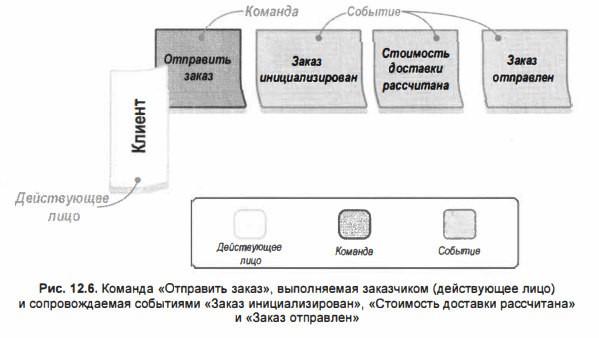 Команда
Событие
Отправить
заказ
Заказ
инициализирован
Стоимость
доставки
рассчитана
Заказ
отправлен
Клиент
Действующее
лицо
Действующее
лицо
Команда
Событие
Рис. 12.6. Команда «Отправить заказ», выполняемая заказчиком (действующее лицо)
и сопровождаемая событиями «Заказ инициализирован», «Стоимость доставки рассчитана»
и «Заказ отправлен»